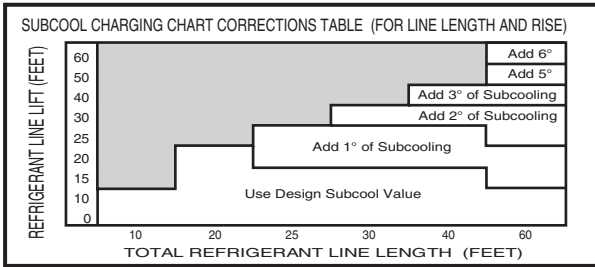 SUBCOOL CHARGING CHART CORRECTIONS TABLE (FOR LINE LENGTH AND RISE)
REFRIGERANT LINE LIFT (FEET)
60
50
40
30
25
20
15
10
0
Add 6°
Add 5°
Add 3° of Subcooling
Add 2° of Subcooling
Add 1° of Subcooling
Use Design Subcool Value
10 20 25 30 40 60
TOTAL REFRIGERANT LINE LENGTH (FEET)